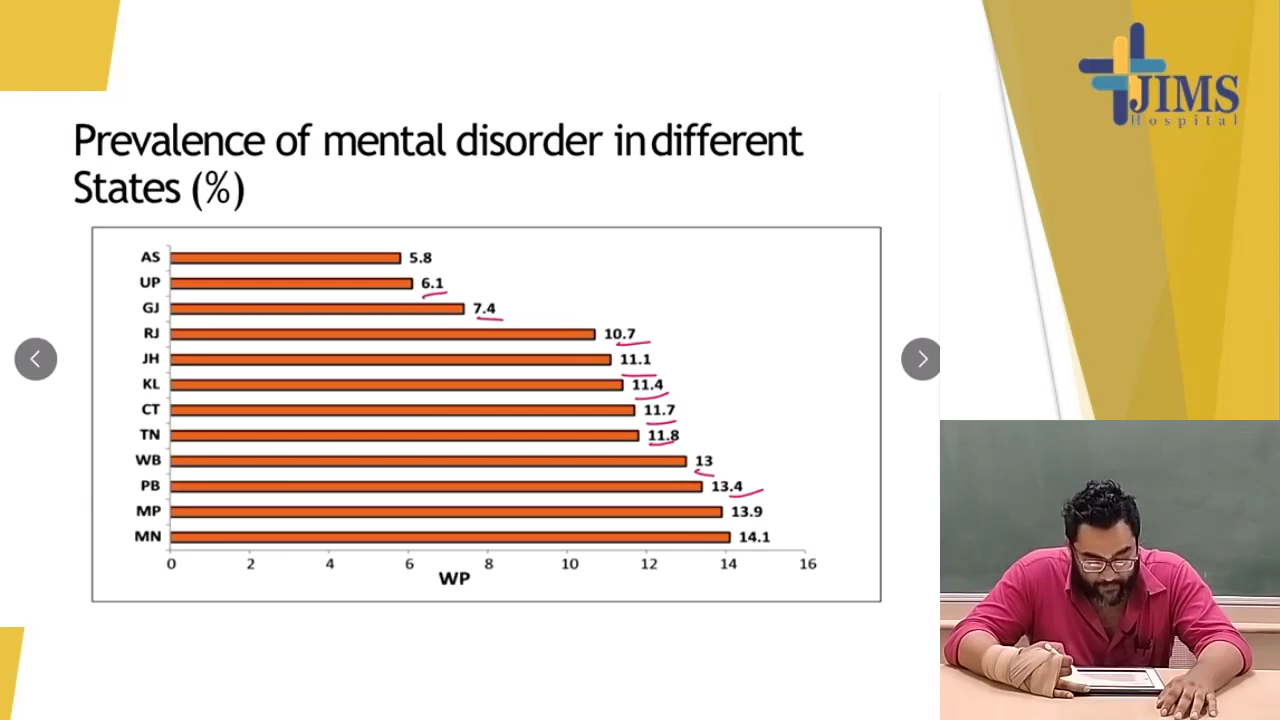 JIMS
Hospital
Prevalence of mental disorder in different
States (%)
AS 5.8
UP 6.1
GJ 7.4
RJ 10.7
JH 11.1
KL 11.4
CT 11.7
TN 11.8
WB 13
PB 13.4
MP 13.9
MN 14.1
0 2 4 6 8 10 12 14 16
WP